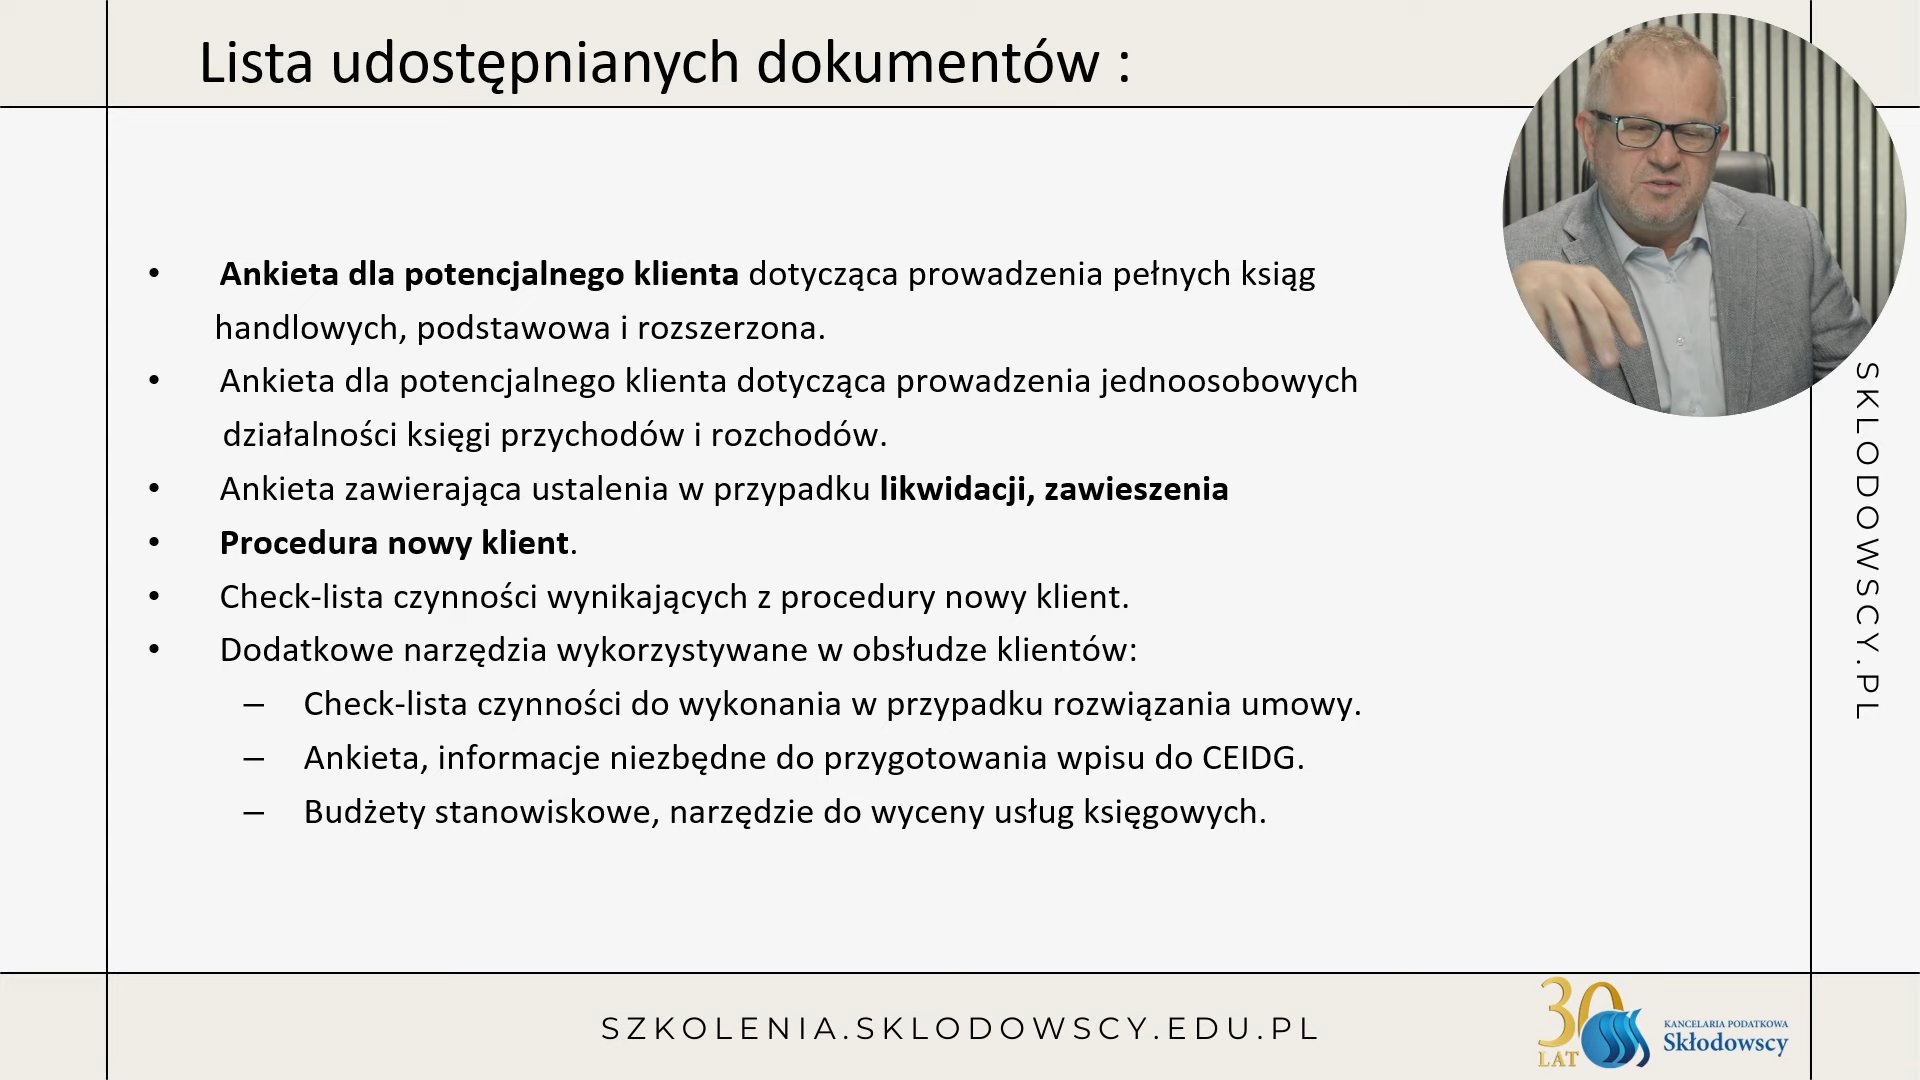 Lista udostępnianych dokumentów :
• Ankieta dla potencjalnego klienta dotycząca prowadzenia pełnych ksiąg
handlowych, podstawowa i rozszerzona.
• Ankieta dla potencjalnego klienta dotycząca prowadzenia jednoosobowych
działalności księgi przychodów i rozchodów.
• Ankieta zawierająca ustalenia w przypadku likwidacji, zawieszenia
• Procedura nowy klient.
• Check-lista czynności wynikających z procedury nowy klient.
• Dodatkowe narzędzia wykorzystywane w obsłudze klientów:
– Check-lista czynności do wykonania w przypadku rozwiązania umowy.
– Ankieta, informacje niezbędne do przygotowania wpisu do CEIDG.
– Budżety stanowiskowe, narzędzie do wyceny usług księgowych.
SKLODOWSCY.PL
SZKOLENIA.SKLODOWSCY.EDU.PL
30
LAT
KANCELARIA PODATKOWA
Skłodowscy